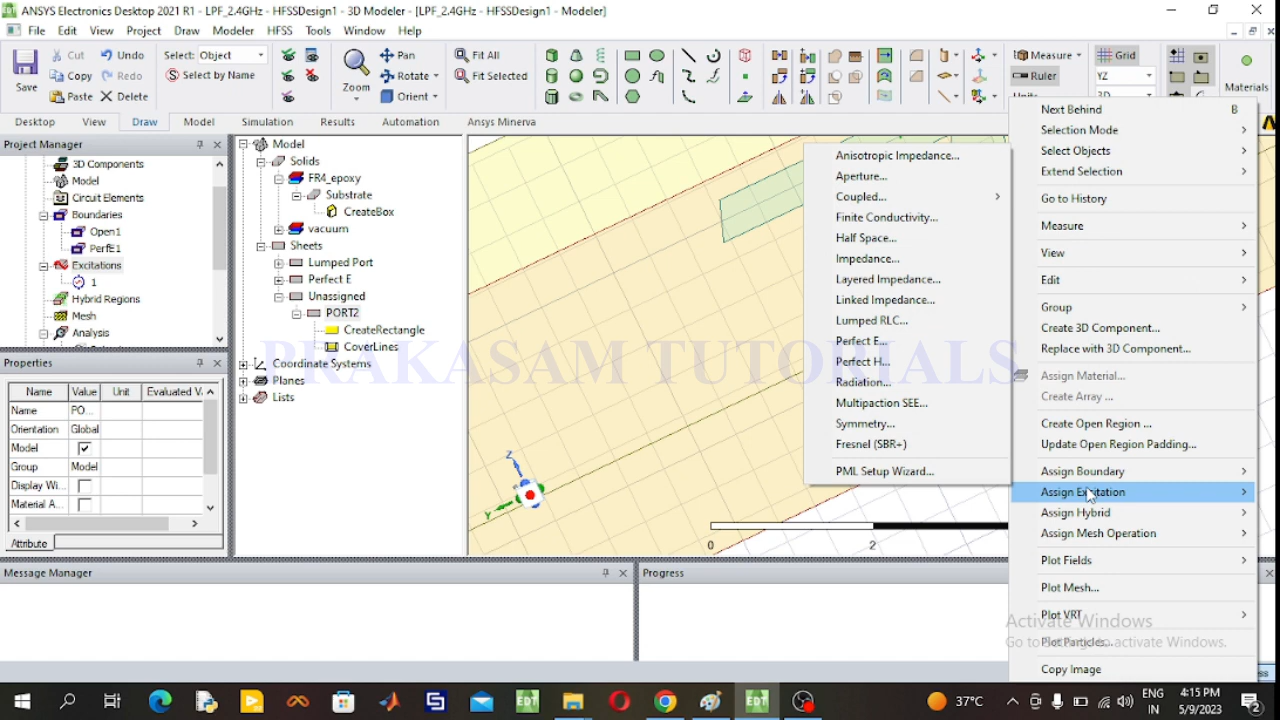 ANSYS Electronics Desktop 2021 R1 - LPF_2.4GHz - HFSSDesign1 - 3D Modeler - [LPF_2.4GHz - HFSSDesign1 - Modeler]
File Edit View Project Draw Modeler HFSS Tools Window Help
Save
Cut
Copy
Paste
Undo
Redo
Delete
Select: Object
Select by Name
Zoom
Pan
Rotate
Orient
Fit All
Fit Selected
Measure
Ruler
Grid
YZ
Materials
Desktop View Draw Model Simulation Results Automation Ansys Minerva
Project Manager
3D Components
Model
Circuit Elements
Boundaries
Open1
PerfE1
Excitations
1
Hybrid Regions
Mesh
Analysis
Model
Solids
FR4_epoxy
Substrate
CreateBox
vacuum
Sheets
Lumped Port
Perfect E
Unassigned
PORT2
CreateRectangle
CoverLines
Coordinate Systems
Planes
Lists
Properties
Name Value Unit Evaluated V.
Name PO...
Orientation Global
Model
Group Model
Display Wi...
Material A...
Attribute
PRAKASAM TUTORIALS
Z
Y
0 2
Anisotropic Impedance...
Aperture...
Coupled...
Finite Conductivity...
Half Space...
Impedance...
Layered Impedance...
Linked Impedance...
Lumped RLC...
Perfect E...
Perfect H...
Radiation...
Multipaction SEE...
Symmetry...
Fresnel (SBR+)
PML Setup Wizard...
Next Behind B
Selection Mode
Select Objects
Extend Selection
Go to History
Measure
View
Edit
Group
Create 3D Component...
Replace with 3D Component...
Assign Material...
Create Array ...
Create Open Region ...
Update Open Region Padding...
Assign Boundary
Assign Excitation
Assign Hybrid
Assign Mesh Operation
Plot Fields
Plot Mesh...
Plot VRT
Plot Particles...
Copy Image
Message Manager
Progress
Activate Windows
Go to Settings to activate Windows.
37°C
ENG
IN
4:15 PM
5/9/2023
2